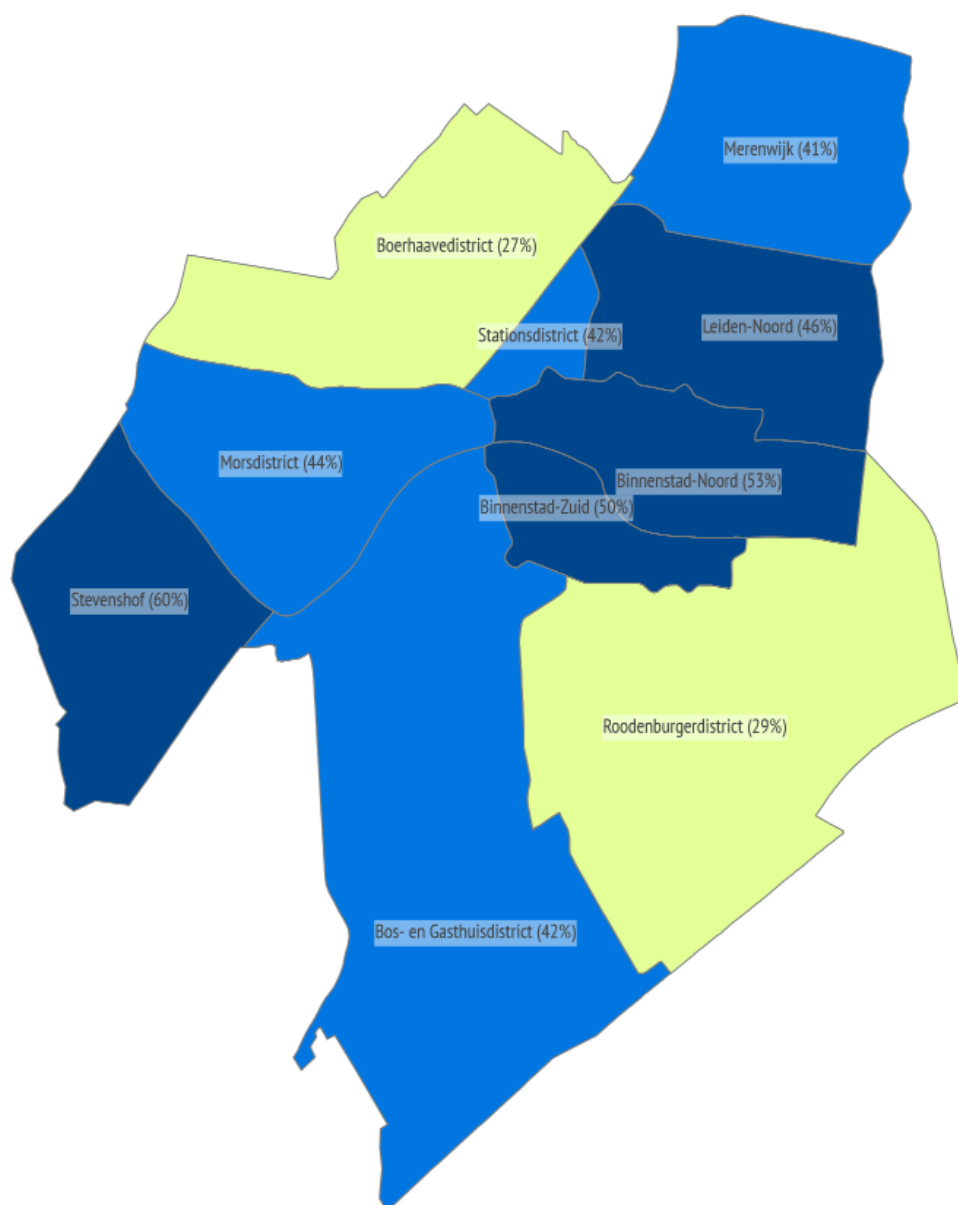 Merenwijk (41%)
Boerhaavedistrict (27%)
Leiden-Noord (46%)
Stationsdistrict (42%)
Morsdistrict (44%)
Binnenstad-Noord (53%)
Binnenstad-Zuid (50%)
Stevenshof (60%)
Roodenburgerdistrict (29%)
Bos- en Gasthuisdistrict (42%)